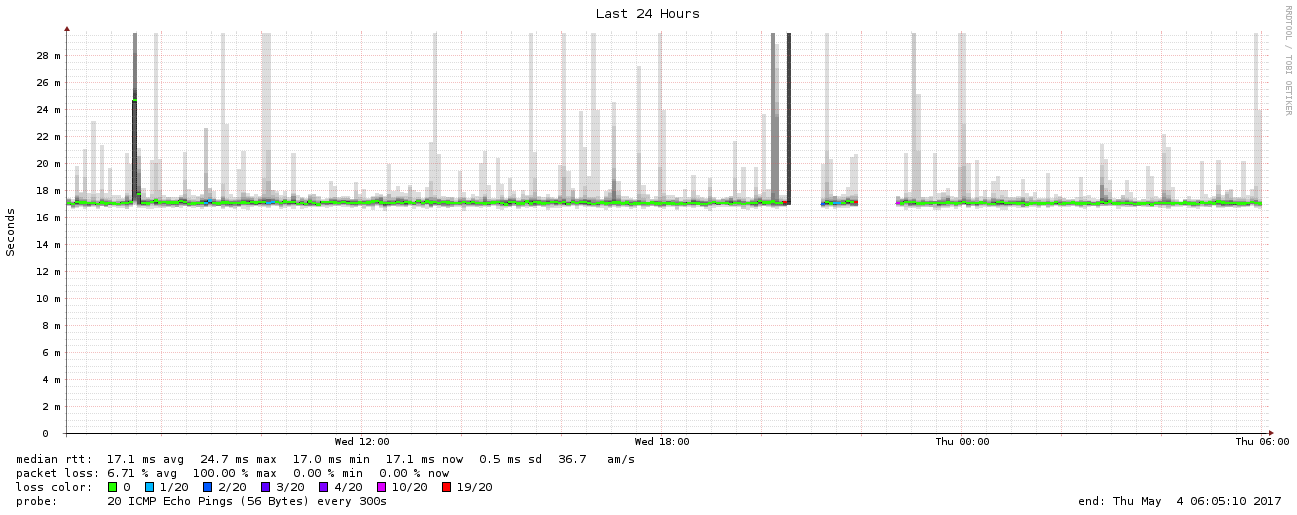 Last 24 Hours
RRDTOOL / TOBI OETIKER
Seconds
28 m
26 m
24 m
22 m
20 m
18 m
16 m
14 m
12 m
10 m
8 m
6 m
4 m
2 m
0
Wed 12:00 Wed 18:00 Thu 00:00 Thu 06:00
median rtt: 17.1 ms avg 24.7 ms max 17.0 ms min 17.1 ms now 0.5 ms sd 36.7 am/s
packet loss: 6.71 % avg 100.00 % max 0.00 % min 0.00 % now
loss color: 0 1/20 2/20 3/20 4/20 10/20 19/20
probe: 20 ICMP Echo Pings (56 Bytes) every 300s end: Thu May 4 06:05:10 2017